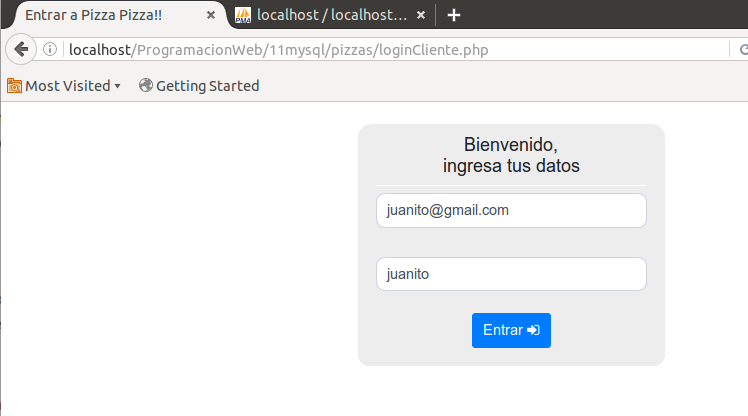 Entrar a Pizza Pizza!!
localhost / localhost...
localhost/ProgramacionWeb/11mysql/pizzas/loginCliente.php
Most Visited
Getting Started
Bienvenido,
ingresa tus datos
juanito@gmail.com
juanito
Entrar